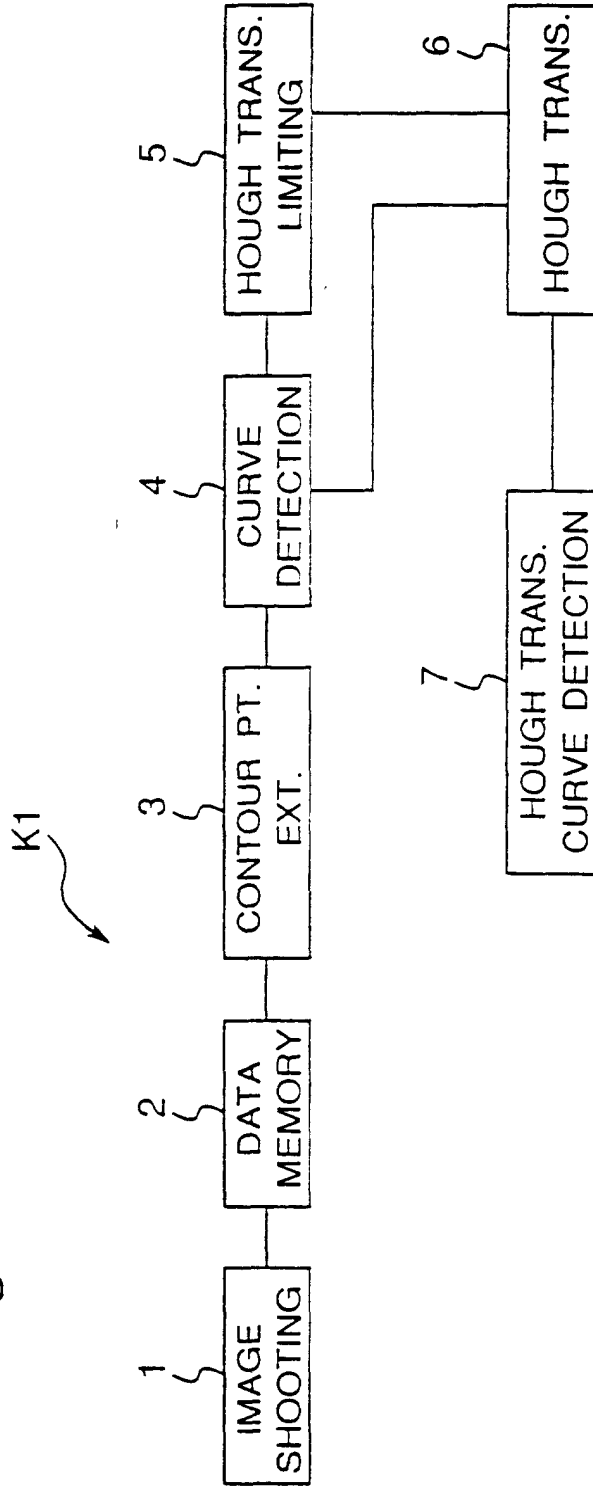 K1
1
IMAGE
SHOOTING
2
DATA
MEMORY
3
CONTOUR PT.
EXT.
4
CURVE
DETECTION
5
HOUGH TRANS.
LIMITING
6
HOUGH TRANS.
7
HOUGH TRANS.
CURVE DETECTION